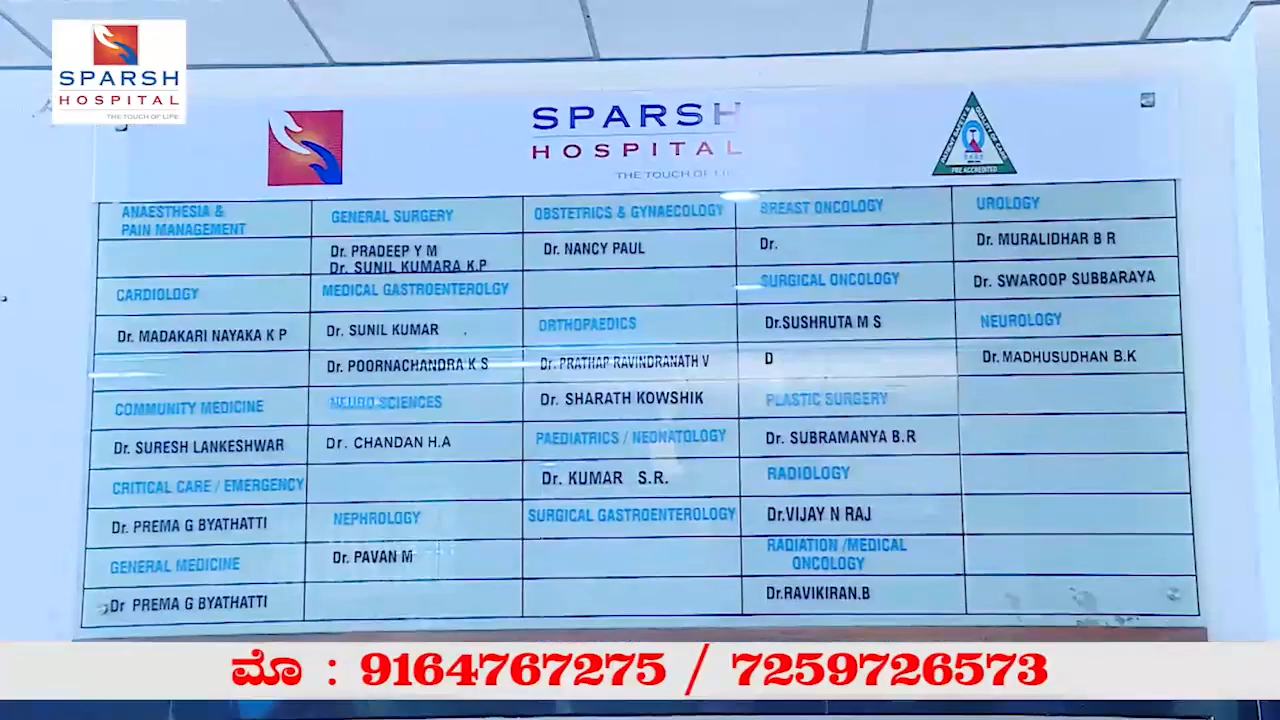 SPARSH
HOSPITAL
THE TOUCH OF LIFE
SPARSH
HOSPITAL
THE TOUCH OF
PRE ACCREDITED
ANAESTHESIA &
PAIN MANAGEMENT
CARDIOLOGY
Dr. MADAKARI NAYAKA K P
COMMUNITY MEDICINE
Dr. SURESH LANKESHWAR
CRITICAL CARE / EMERGENCY
Dr. PREMA G BYATHATTI
GENERAL MEDICINE
Dr PREMA G BYATHATTI
GENERAL SURGERY
Dr. PRADEEP Y M
Dr. SUNIL KUMARA K.P
MEDICAL GASTROENTEROLGY
Dr. SUNIL KUMAR
Dr. POORNACHANDRA K S
NEURO SCIENCES
Dr. CHANDAN H.A
NEPHROLOGY
Dr. PAVAN M
OBSTETRICS & GYNAECOLOGY
Dr. NANCY PAUL
ORTHOPAEDICS
Dr. PRATHAP RAVINDRANATH V
Dr. SHARATH KOWSHIK
PAEDIATRICS / NEONATOLOGY
Dr. KUMAR S.R.
SURGICAL GASTROENTEROLOGY
BREAST ONCOLOGY
Dr.
SURGICAL ONCOLOGY
Dr.SUSHRUTA M S
D
PLASTIC SURGERY
Dr. SUBRAMANYA B.R
RADIOLOGY
Dr.VIJAY N RAJ
RADIATION /MEDICAL
ONCOLOGY
Dr.RAVIKIRAN.B
UROLOGY
Dr. MURALIDHAR B R
Dr. SWAROOP SUBBARAYA
NEUROLOGY
Dr. MADHUSUDHAN B.K
ಮೊ : 9164767275 / 7259726573